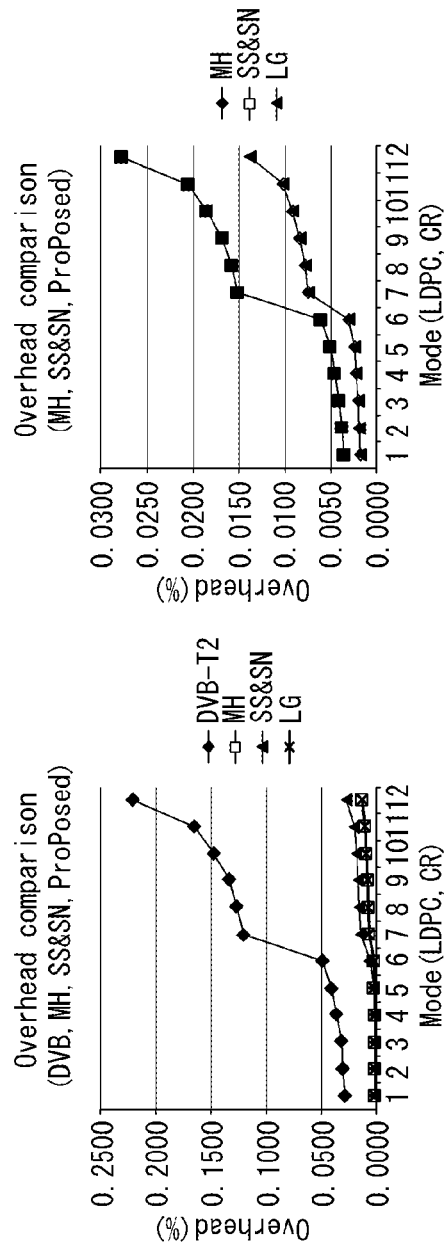 Overhead comparison
(DVB, MH, SS&SN, ProPosed)
Overhead(%)
0.2500
0.2000
0.1500
0.1000
0.0500
0.0000
1 2 3 4 5 6 7 8 9 10 11 12
Mode(LDPC, CR)
DVB-T2
MH
SS&SN
LG
Overhead comparison
(MH, SS&SN, ProPosed)
Overhead(%)
0.0300
0.0250
0.0200
0.0150
0.0100
0.0050
0.0000
1 2 3 4 5 6 7 8 9 10 11 12
Mode(LDPC, CR)
MH
SS&SN
LG